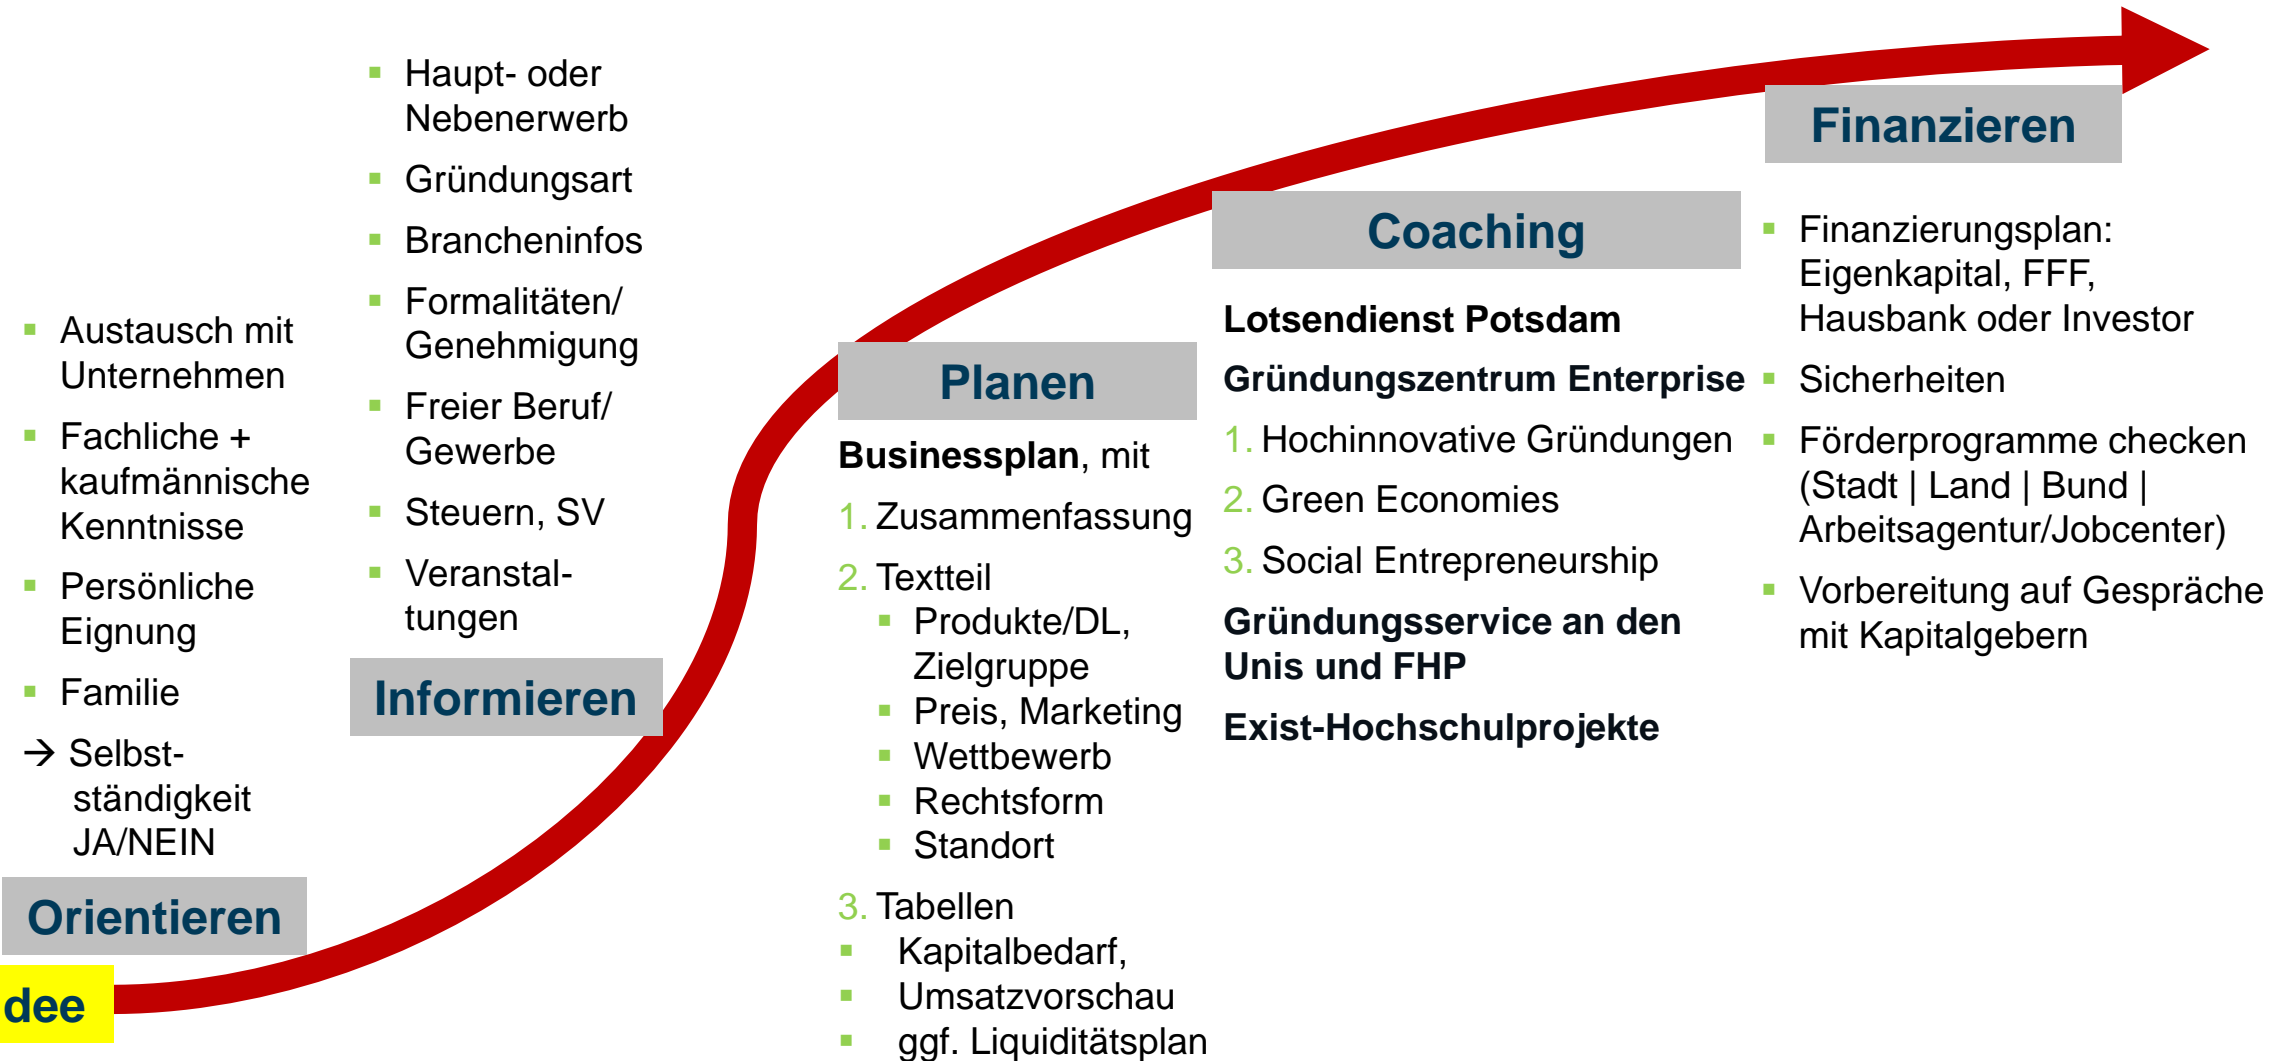 ▪ Austausch mit
Unternehmen
▪ Fachliche +
kaufmännische
Kenntnisse
▪ Persönliche
Eignung
▪ Familie
→ Selbst-
ständigkeit
JA/NEIN
Orientieren
dee
▪ Haupt- oder
Nebenerwerb
▪ Gründungsart
▪ Brancheninfos
▪ Formalitäten/
Genehmigung
▪ Freier Beruf/
Gewerbe
▪ Steuern, SV
▪ Veranstal-
tungen
Informieren
Planen
Businessplan, mit
1. Zusammenfassung
2. Textteil
▪ Produkte/DL,
Zielgruppe
▪ Preis, Marketing
▪ Wettbewerb
▪ Rechtsform
▪ Standort
3. Tabellen
▪ Kapitalbedarf,
▪ Umsatzvorschau
▪ ggf. Liquiditätsplan
Coaching
Lotsendienst Potsdam
Gründungszentrum Enterprise
1. Hochinnovative Gründungen
2. Green Economies
3. Social Entrepreneurship
Gründungsservice an den
Unis und FHP
Exist-Hochschulprojekte
Finanzieren
▪ Finanzierungsplan:
Eigenkapital, FFF,
Hausbank oder Investor
▪ Sicherheiten
▪ Förderprogramme checken
(Stadt | Land | Bund |
Arbeitsagentur/Jobcenter)
▪ Vorbereitung auf Gespräche
mit Kapitalgebern